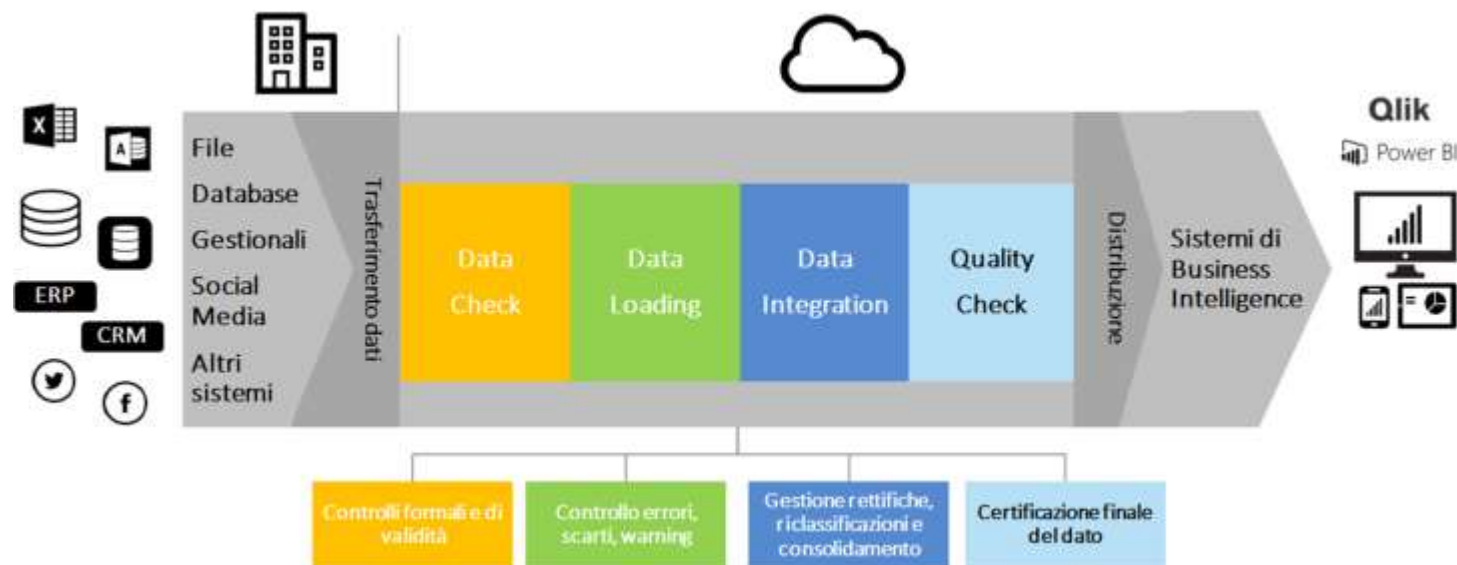 X
A
ERP
CRM
f
File
Database
Gestionali
Social
Media
Altri
sistemi
Trasferimento dati
Data
Check
Data
Loading
Data
Integration
Quality
Check
Distribuzione
Sistemi di
Business
Intelligence
Qlik
Power BI
Controlli formali e di
validità
Controllo errori,
scarti, warning
Gestione rettifiche,
riclassificazioni e
consolidamento
Certificazione finale
del dato